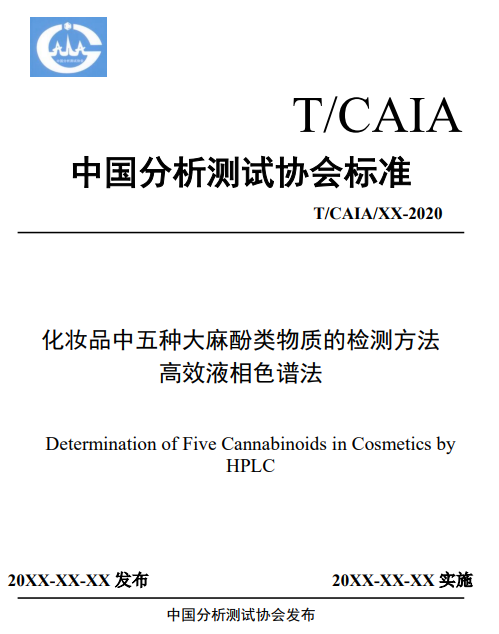 CAIA
T/CAIA
中国分析测试协会标准
T/CAIA/XX-2020
化妆品中五种大麻酚类物质的检测方法
高效液相色谱法
Determination of Five Cannabinoids in Cosmetics by
HPLC
20XX-XX-XX 发布
20XX-XX-XX 实施
中国分析测试协会发布